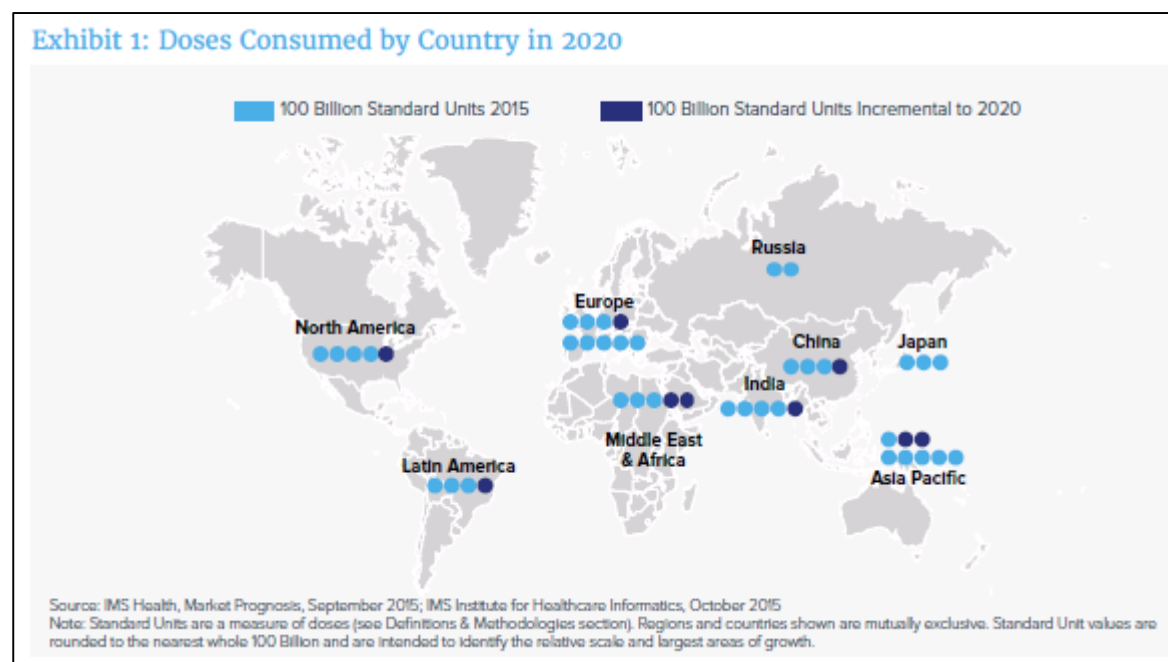 Exhibit 1: Doses Consumed by Country in 2020
100 Billion Standard Units 2015
100 Billion Standard Units Incremental to 2020
Russia
Europe
North America
China
Japan
India
Middle East
& Africa
Latin America
Asia Pacific
Source: IMS Health, Market Prognosis, September 2015; IMS Institute for Healthcare Informatics, October 2015
Note: Standard Units are a measure of doses (see Definitions & Methodologies section). Regions and countries shown are mutually exclusive. Standard Unit values are
rounded to the nearest whole 100 Billion and are intended to identify the relative scale and largest areas of growth.